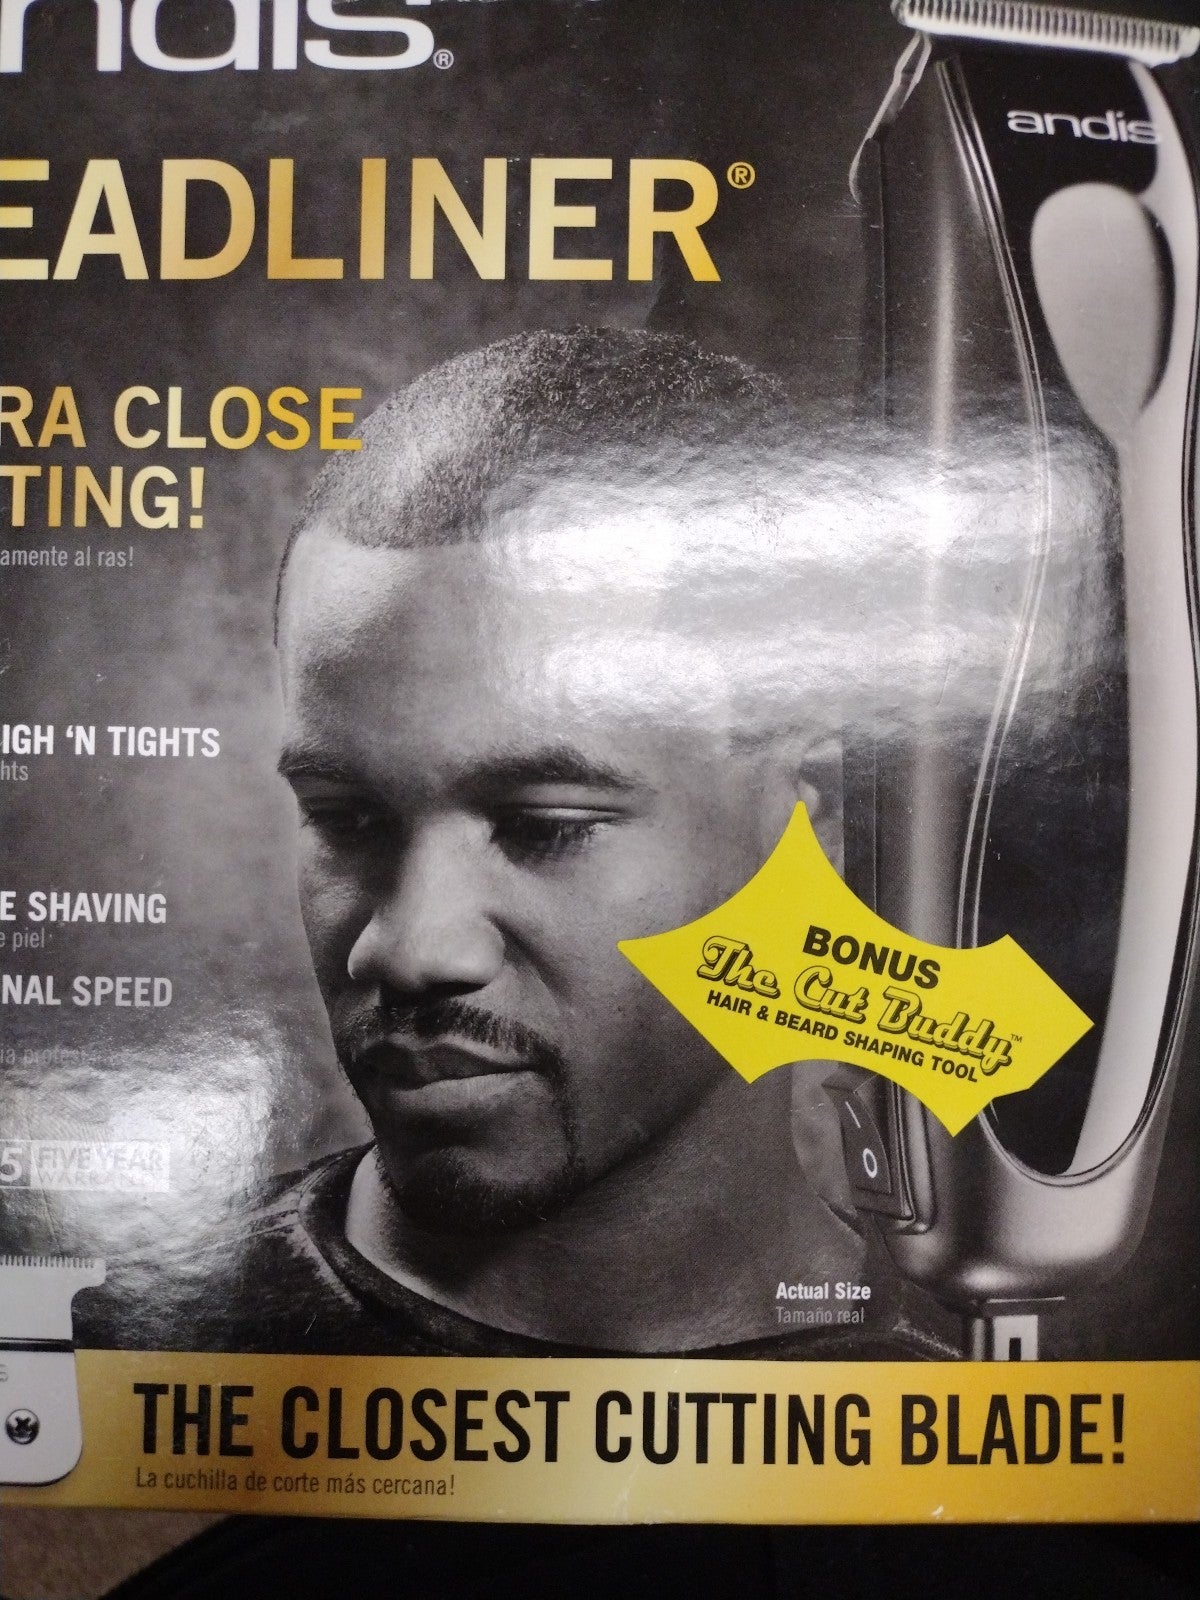 ndis®
EADLINER®
andis
RA CLOSE
TING!
amente al ras!
IGH 'N TIGHTS
hts
E SHAVING
e piel
NAL SPEED
BONUS
The Cut Buddy™
HAIR & BEARD SHAPING TOOL
5 FIVE YEAR
WARRANTY
I
O
Actual Size
Tamaño real
THE CLOSEST CUTTING BLADE!
La cuchilla de corte más cercana!